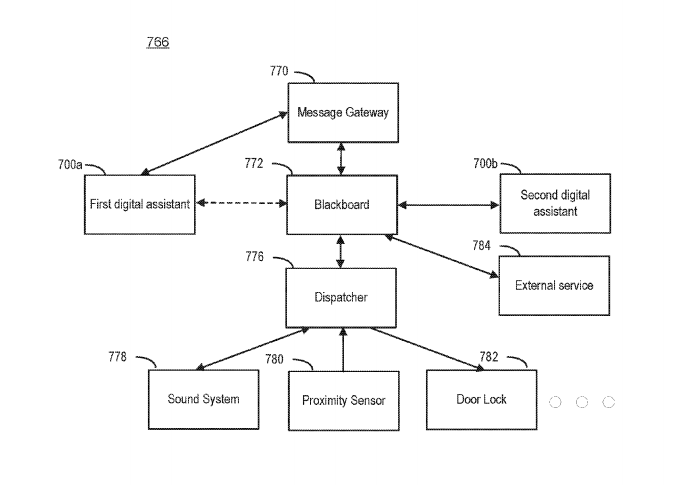 766
770
Message Gateway
700a
772
700b
First digital assistant
Blackboard
Second digital
assistant
784
776
External service
Dispatcher
778
780
782
Sound System
Proximity Sensor
Door Lock